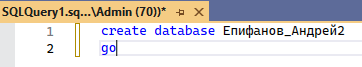 SQLQuery1.sq...\Admin (70))*
1 create database Епифанов_Андрей2
2 go